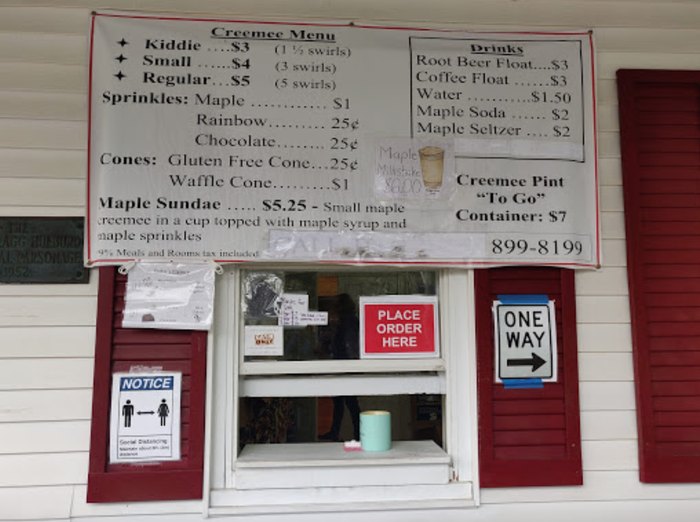 Creemee Menu
Kiddie ....$3 (1 ½ swirls)
Small ......$4 (3 swirls)
Regular...$5 (5 swirls)
Sprinkles: Maple ............ $1
Rainbow......... 25¢
Chocolate........ 25¢
Cones: Gluten Free Cone...25¢
Waffle Cone.........$1
Maple Sundae ..... $5.25 - Small maple
creemee in a cup topped with maple syrup and
maple sprinkles
9% Meals and Rooms tax included
Drinks
Root Beer Float....$3
Coffee Float ......$3
Water ...........$1.50
Maple Soda ...... $2
Maple Seltzer .... $2
Maple
Milkshake
$6.00
Creemee Pint
"To Go"
Container: $7
899-8199
THE
1952
PLACE
ORDER
HERE
ONE
WAY
NOTICE
Social Distancing